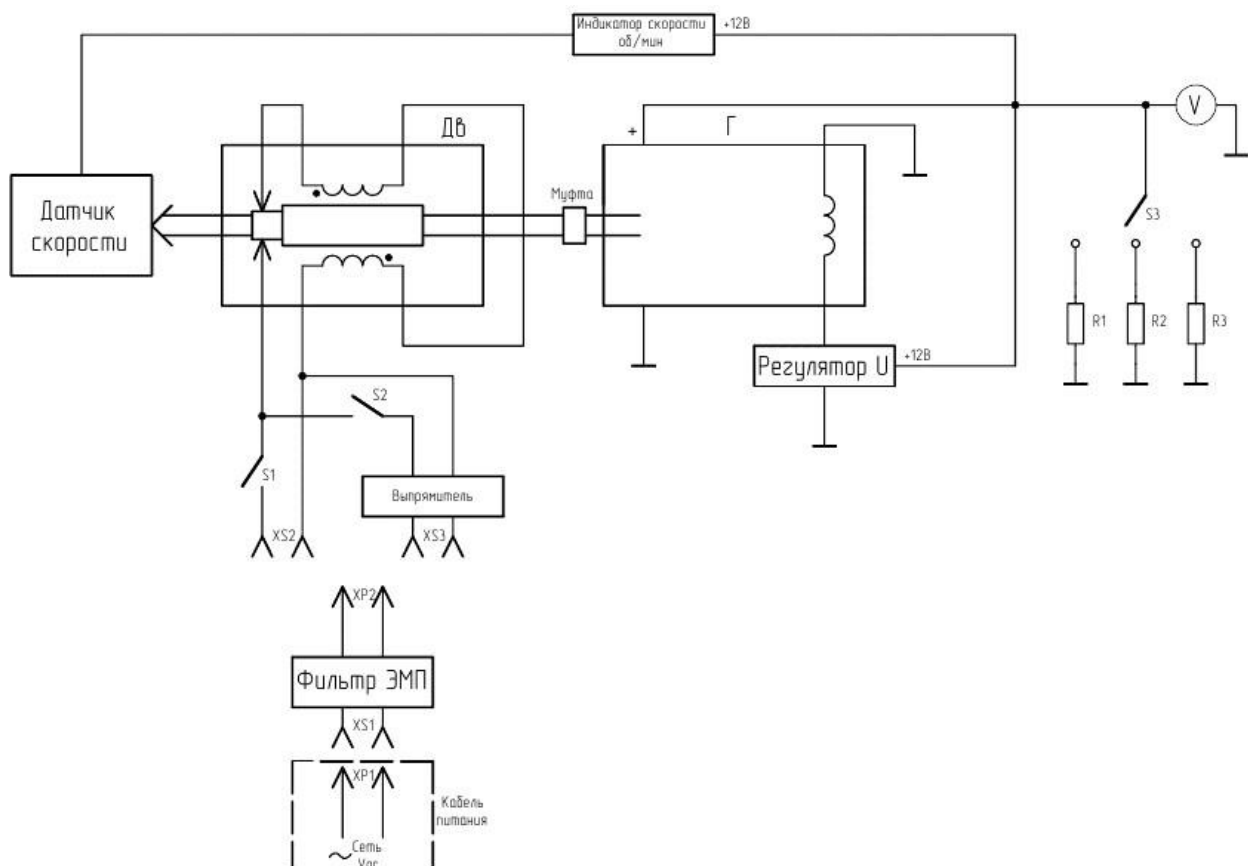 Индикатор скорости
об/мин
+12В
Дв
+
Г
V
Датчик
скорости
Муфта
S3
R1
R2
R3
Регулятор U
+12В
S2
S1
Выпрямитель
XS2
XS3
XP2
Фильтр ЭМП
XS1
XP1
Кабель
питания
~ Сеть